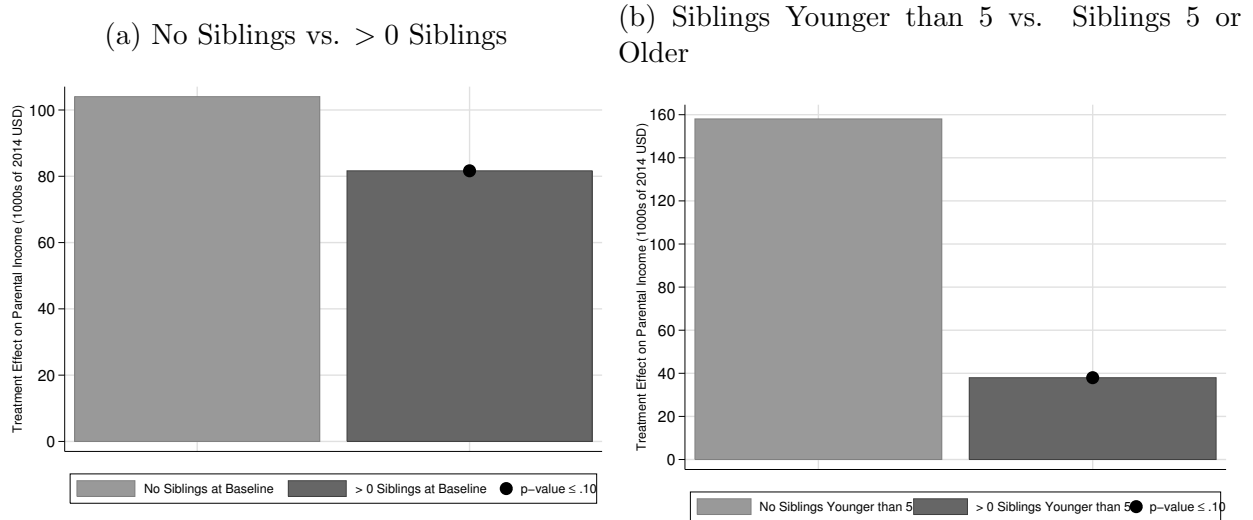 (a) No Siblings vs. > 0 Siblings
Treatment Effect on Parental Income (1000s of 2014 USD)
100
80
60
40
20
0
No Siblings at Baseline
> 0 Siblings at Baseline
p−value ≤ .10
(b) Siblings Younger than 5 vs. Siblings 5 or
Older
Treatment Effect on Parental Income (1000s of 2014 USD)
160
140
120
100
80
60
40
20
0
No Siblings Younger than 5
> 0 Siblings Younger than 5
p−value ≤ .10